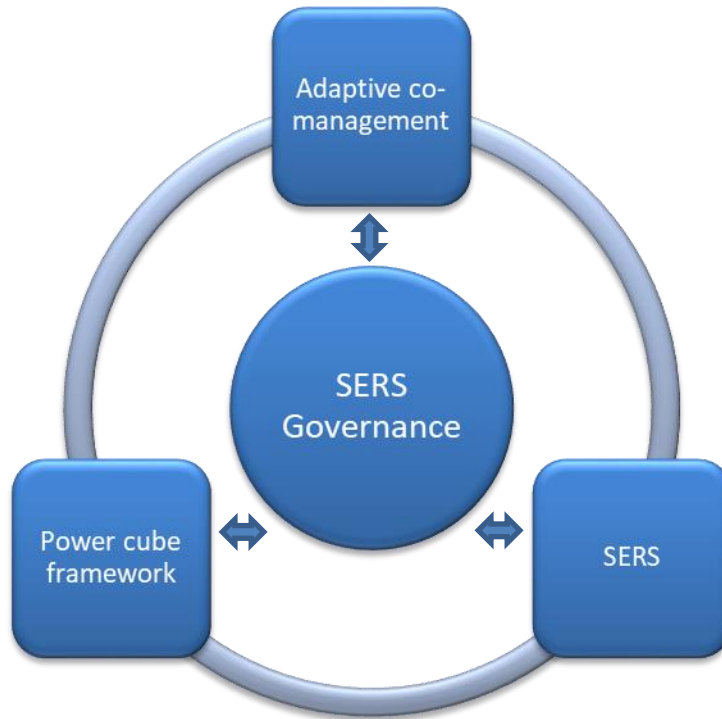 Adaptive co-
management
SERS
Governance
Power cube
framework
SERS